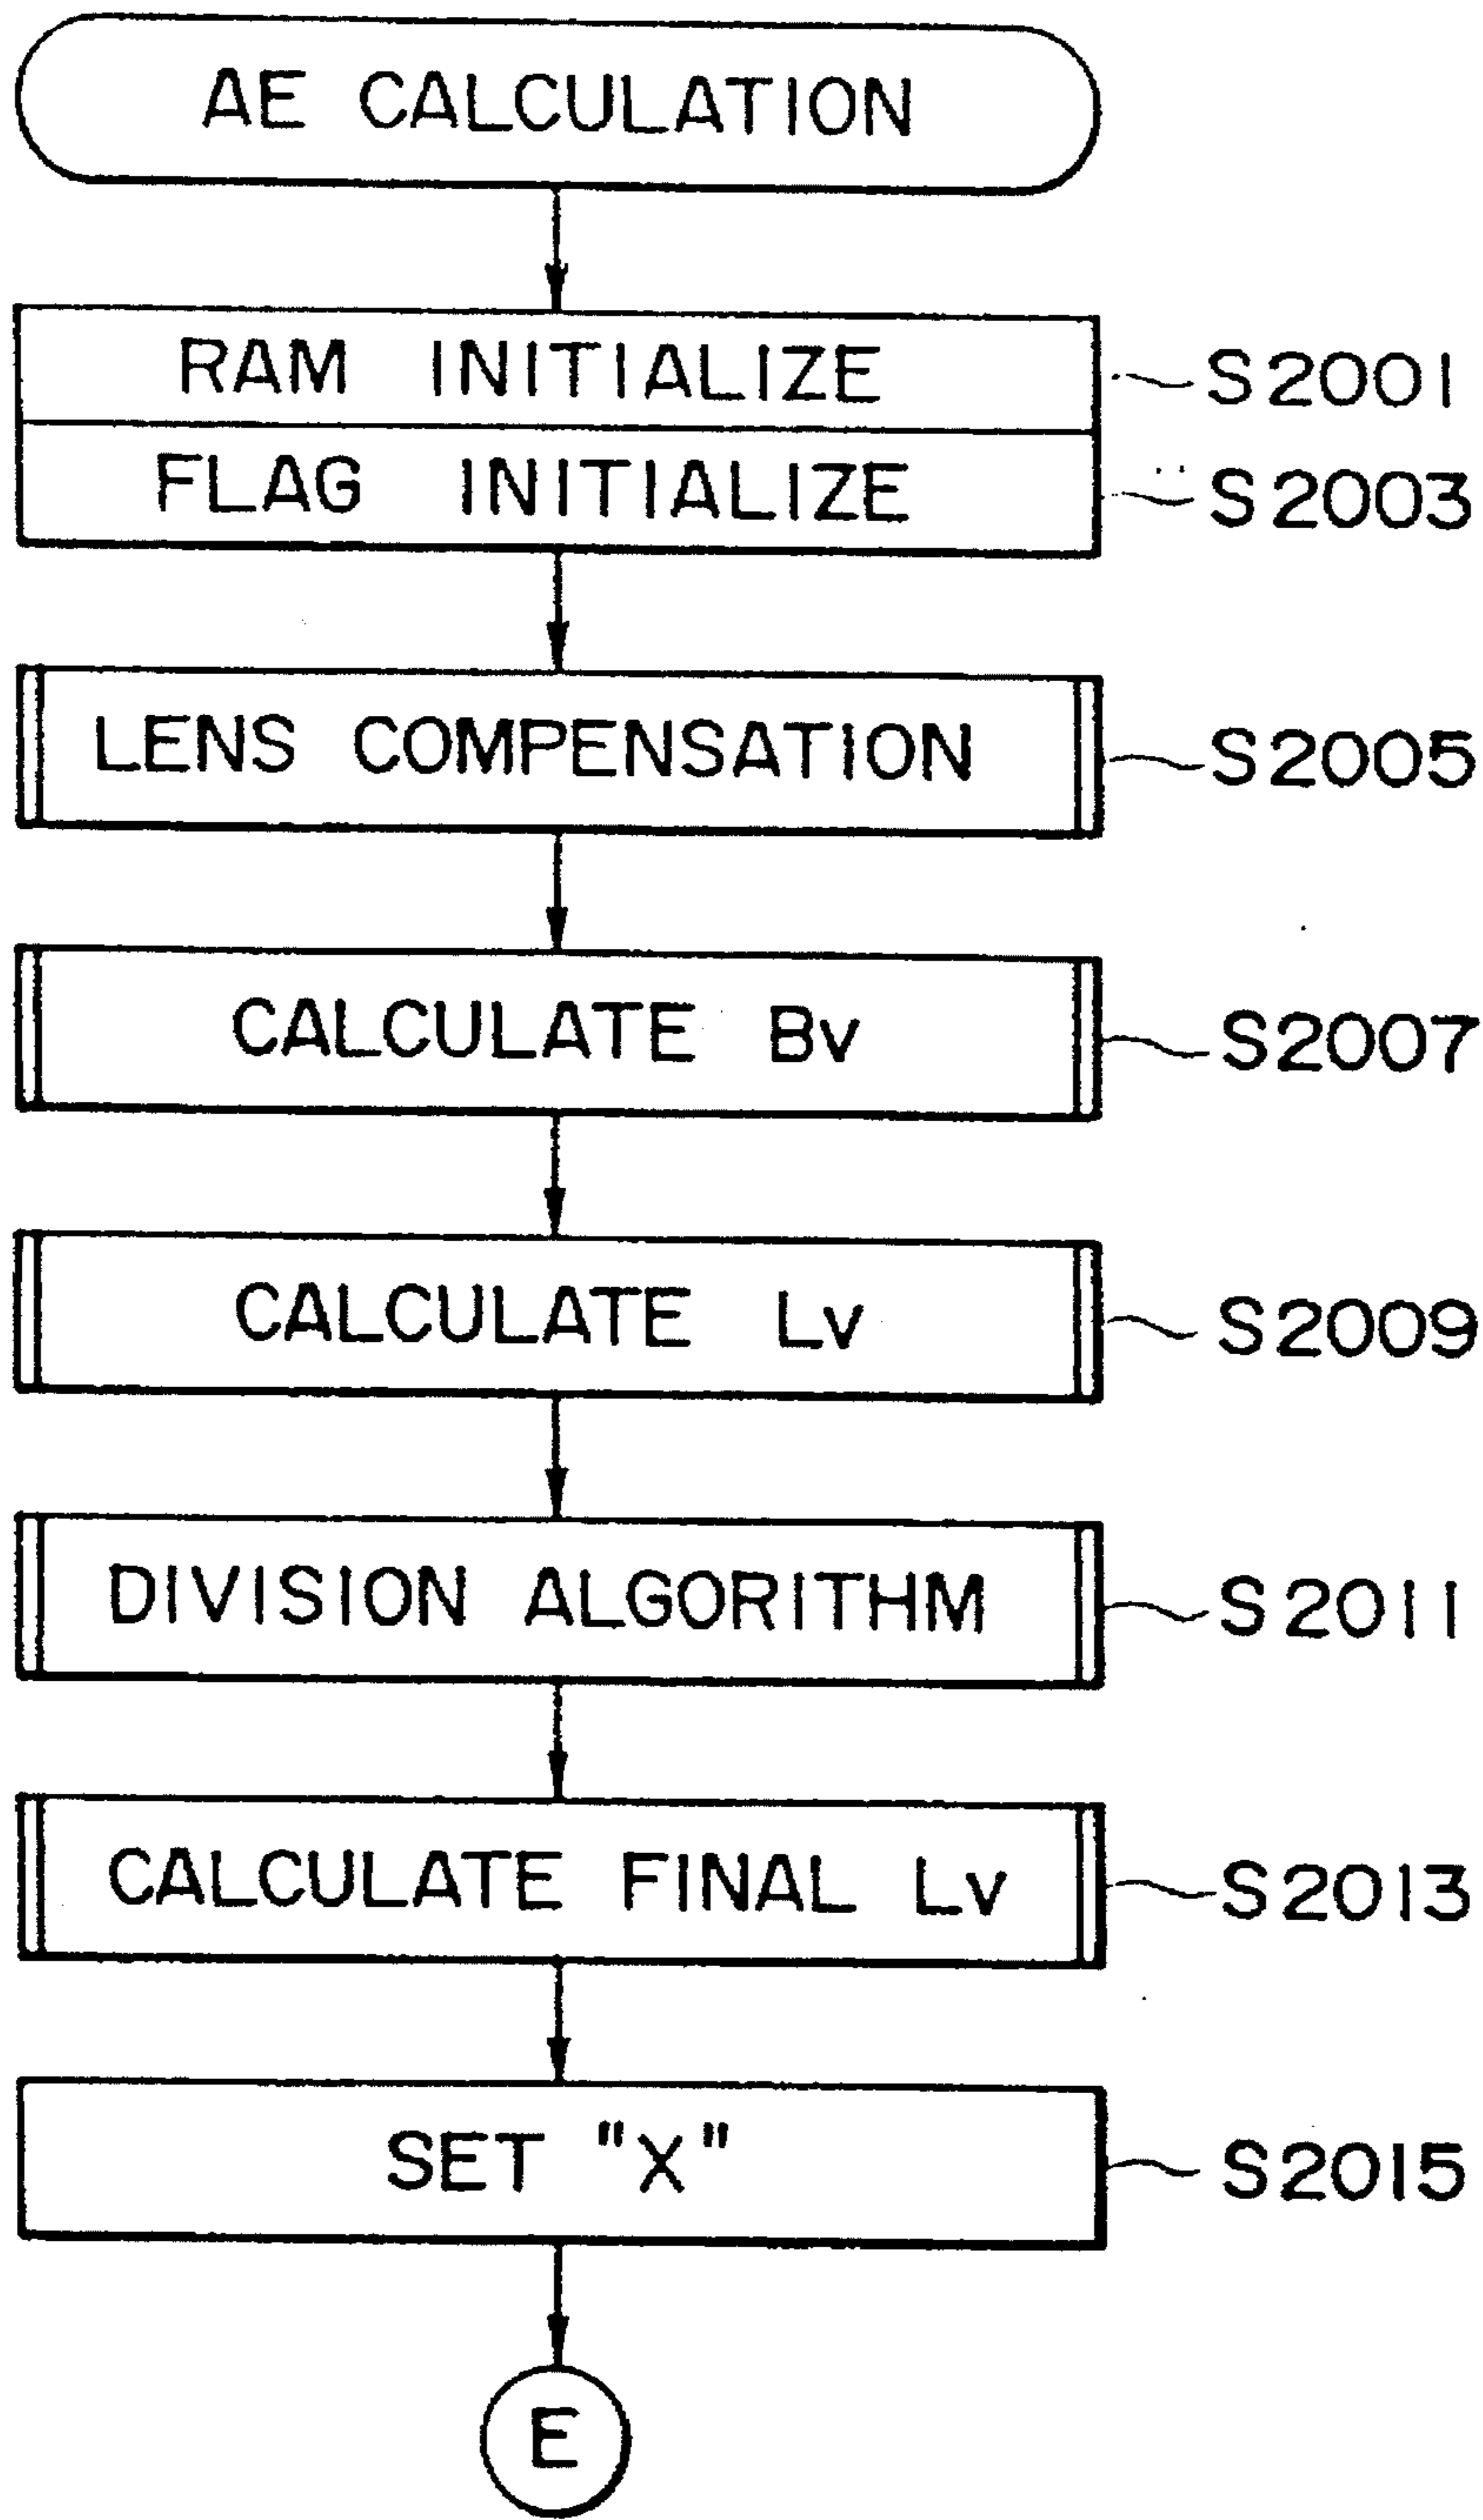 AE CALCULATION
RAM INITIALIZE S2001
FLAG INITIALIZE S2003
LENS COMPENSATION S2005
CALCULATE Bv S2007
CALCULATE Lv S2009
DIVISION ALGORITHM S2011
CALCULATE FINAL Lv S2013
SET "X" S2015
E